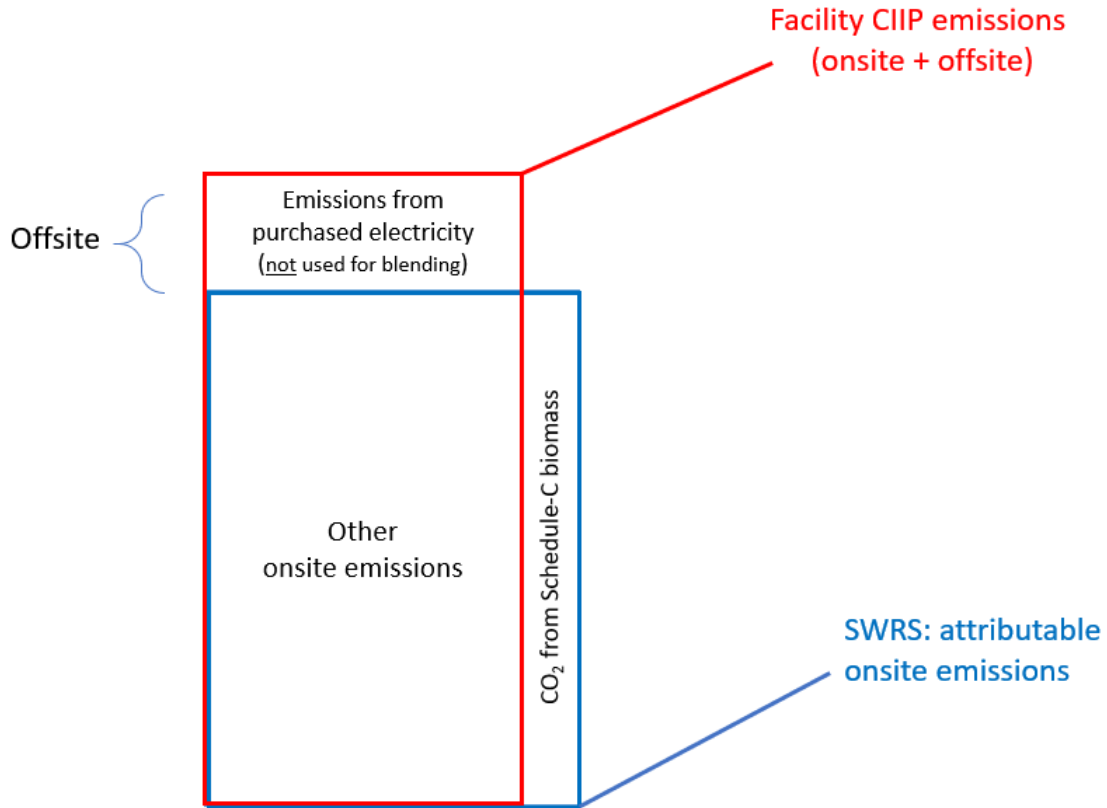 Facility CIIP emissions
(onsite + offsite)
Emissions from
purchased electricity
(not used for blending)
Offsite
Other
onsite emissions
CO₂ from Schedule-C biomass
SWRS: attributable
onsite emissions